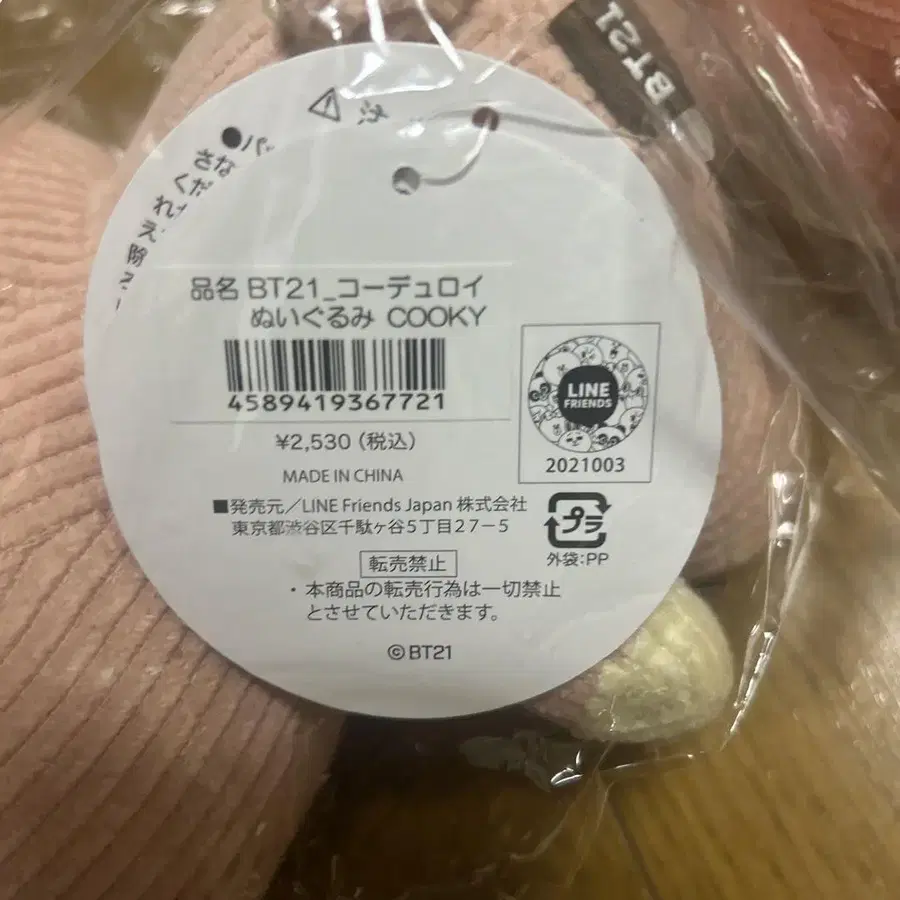 BT21
品名 BT21_コーデュロイ
ぬいぐるみ COOKY
4589419367721
¥2,530（税込）
MADE IN CHINA
■発売元／LINE Friends Japan 株式会社
東京都渋谷区千駄ヶ谷5丁目27－5
LINE
FRIENDS
2021003
プラ
外袋:PP
転売禁止
・本商品の転売行為は一切禁止
とさせていただきます。
©BT21